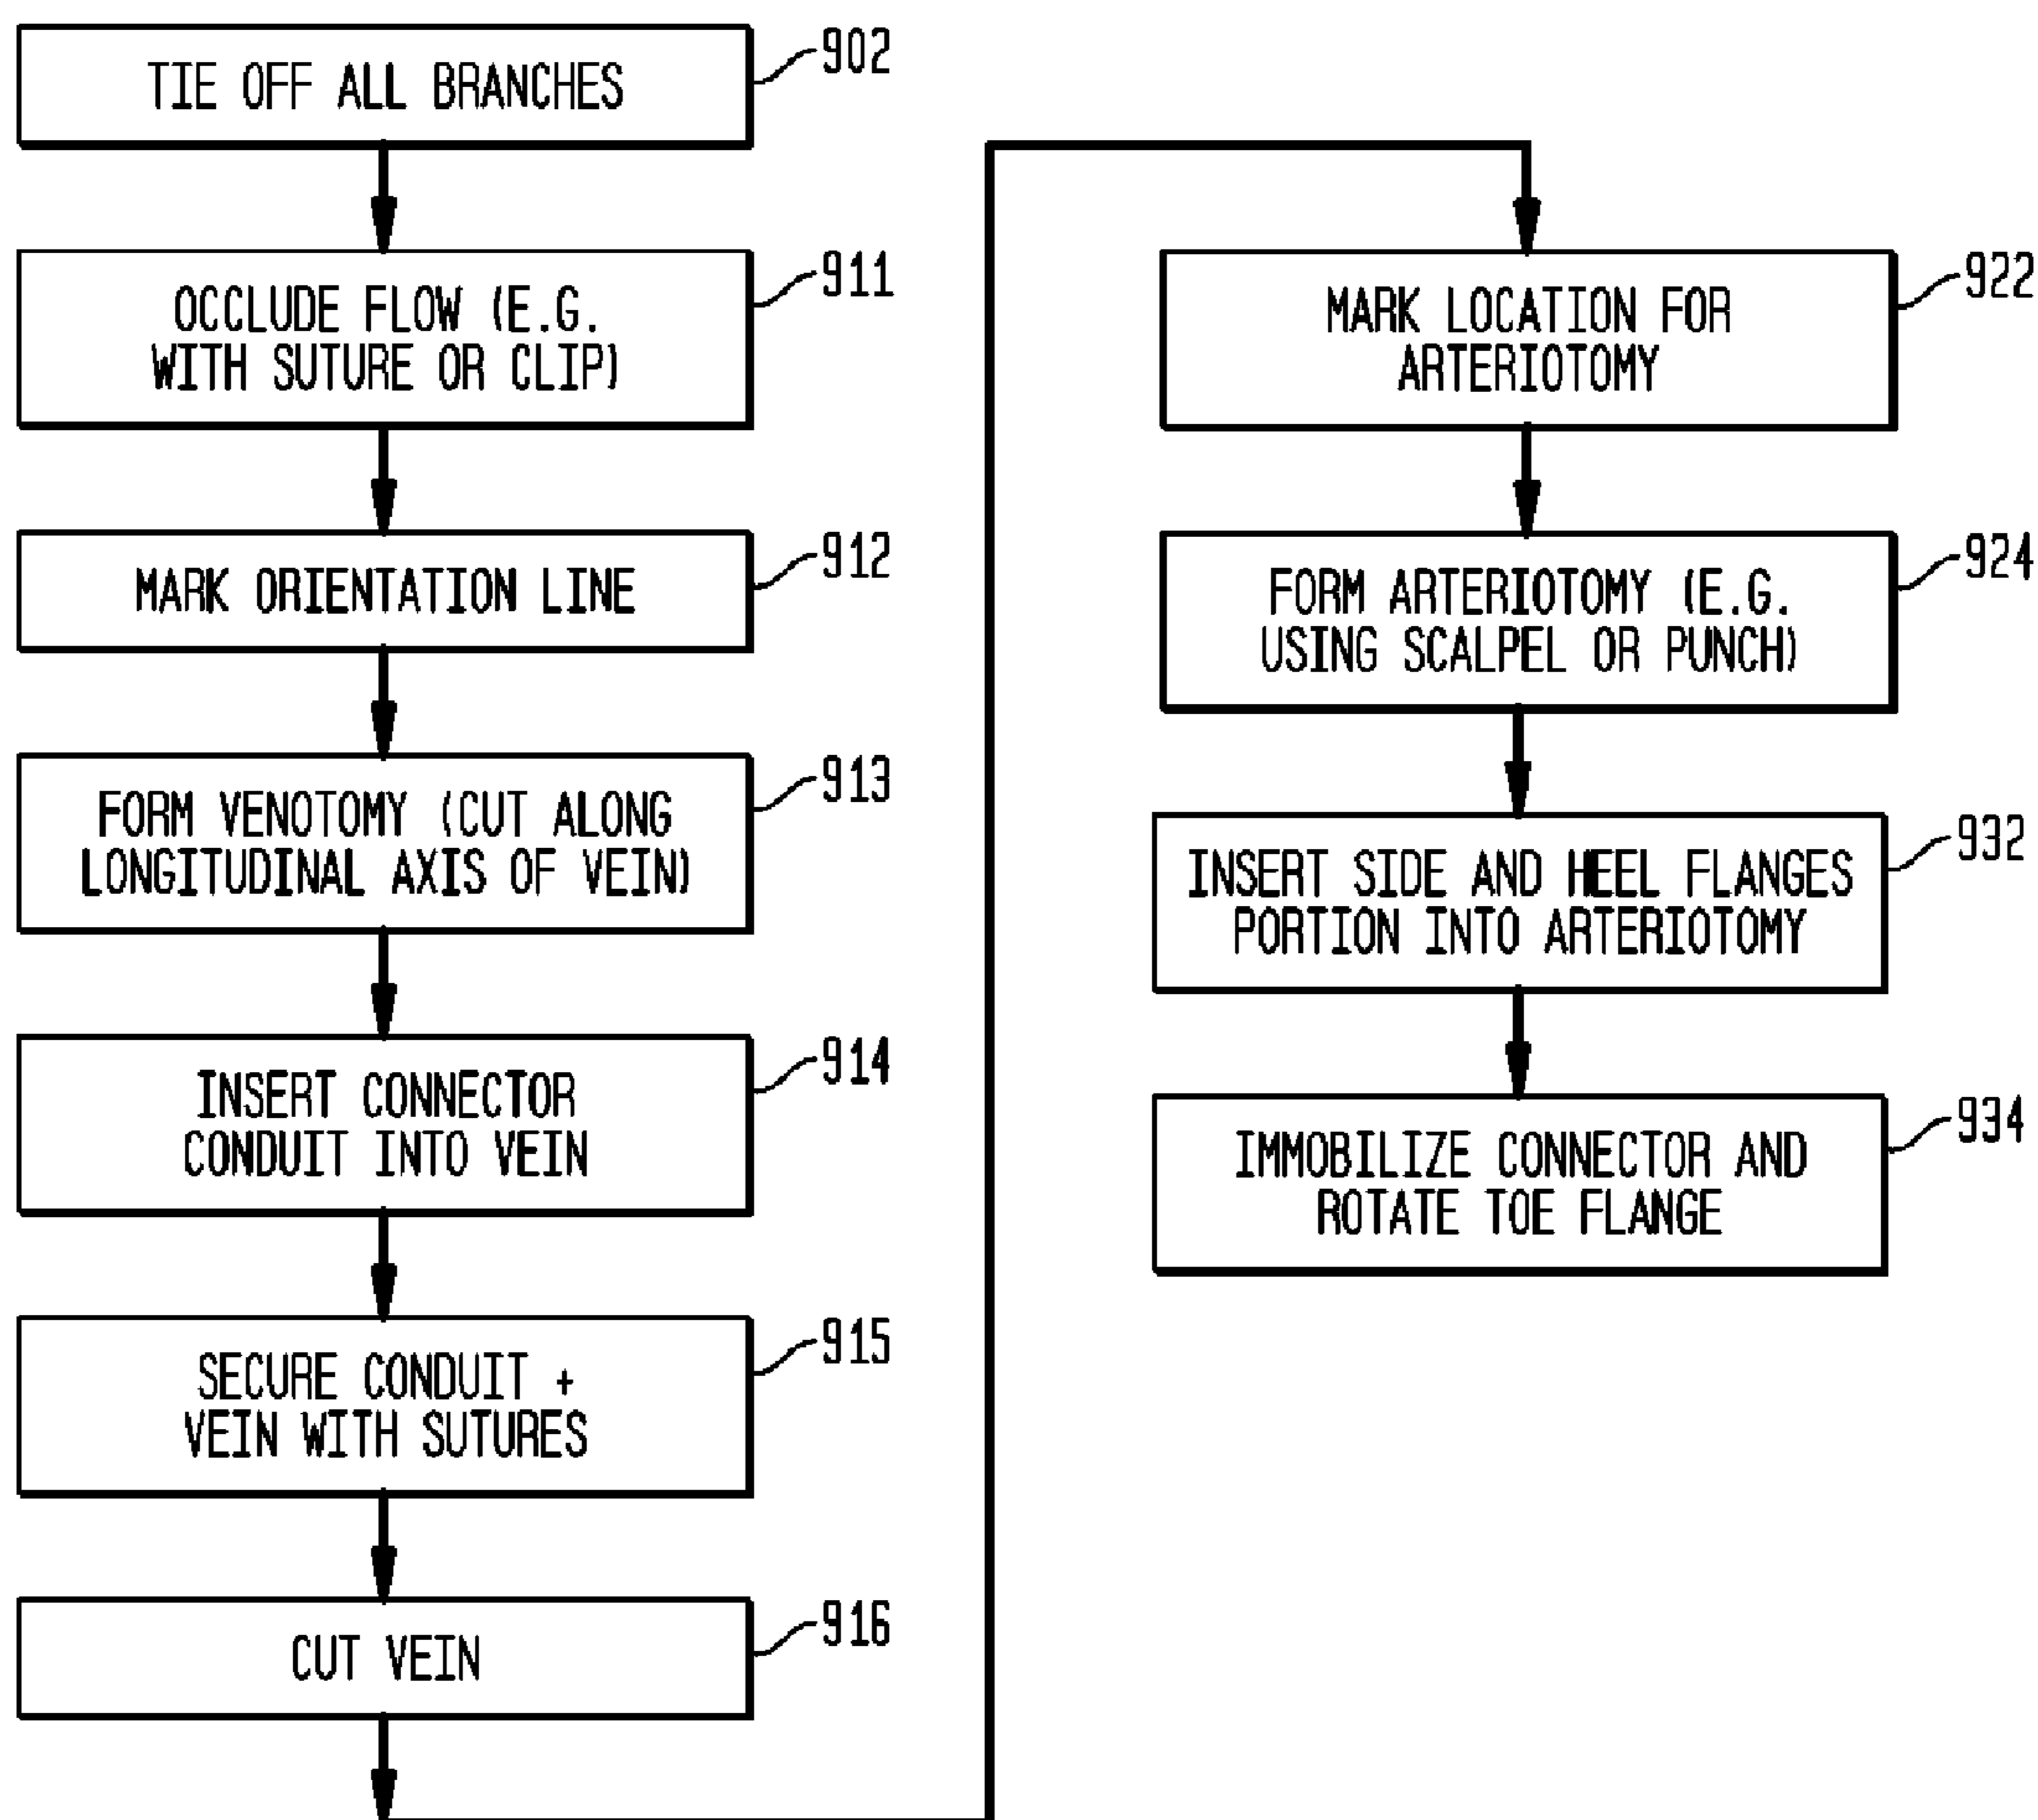 TIE OFF ALL BRANCHES
902
OCCLUDE FLOW (E.G.
WITH SUTURE OR CLIP)
911
MARK ORIENTATION LINE
912
FORM VENOTOMY (CUT ALONG
LONGITUDINAL AXIS OF VEIN)
913
INSERT CONNECTOR
CONDUIT INTO VEIN
914
SECURE CONDUIT +
VEIN WITH SUTURES
915
CUT VEIN
916
MARK LOCATION FOR
ARTERIOTOMY
922
FORM ARTERIOTOMY (E.G.
USING SCALPEL OR PUNCH)
924
INSERT SIDE AND HEEL FLANGES
PORTION INTO ARTERIOTOMY
932
IMMOBILIZE CONNECTOR AND
ROTATE TOE FLANGE
934